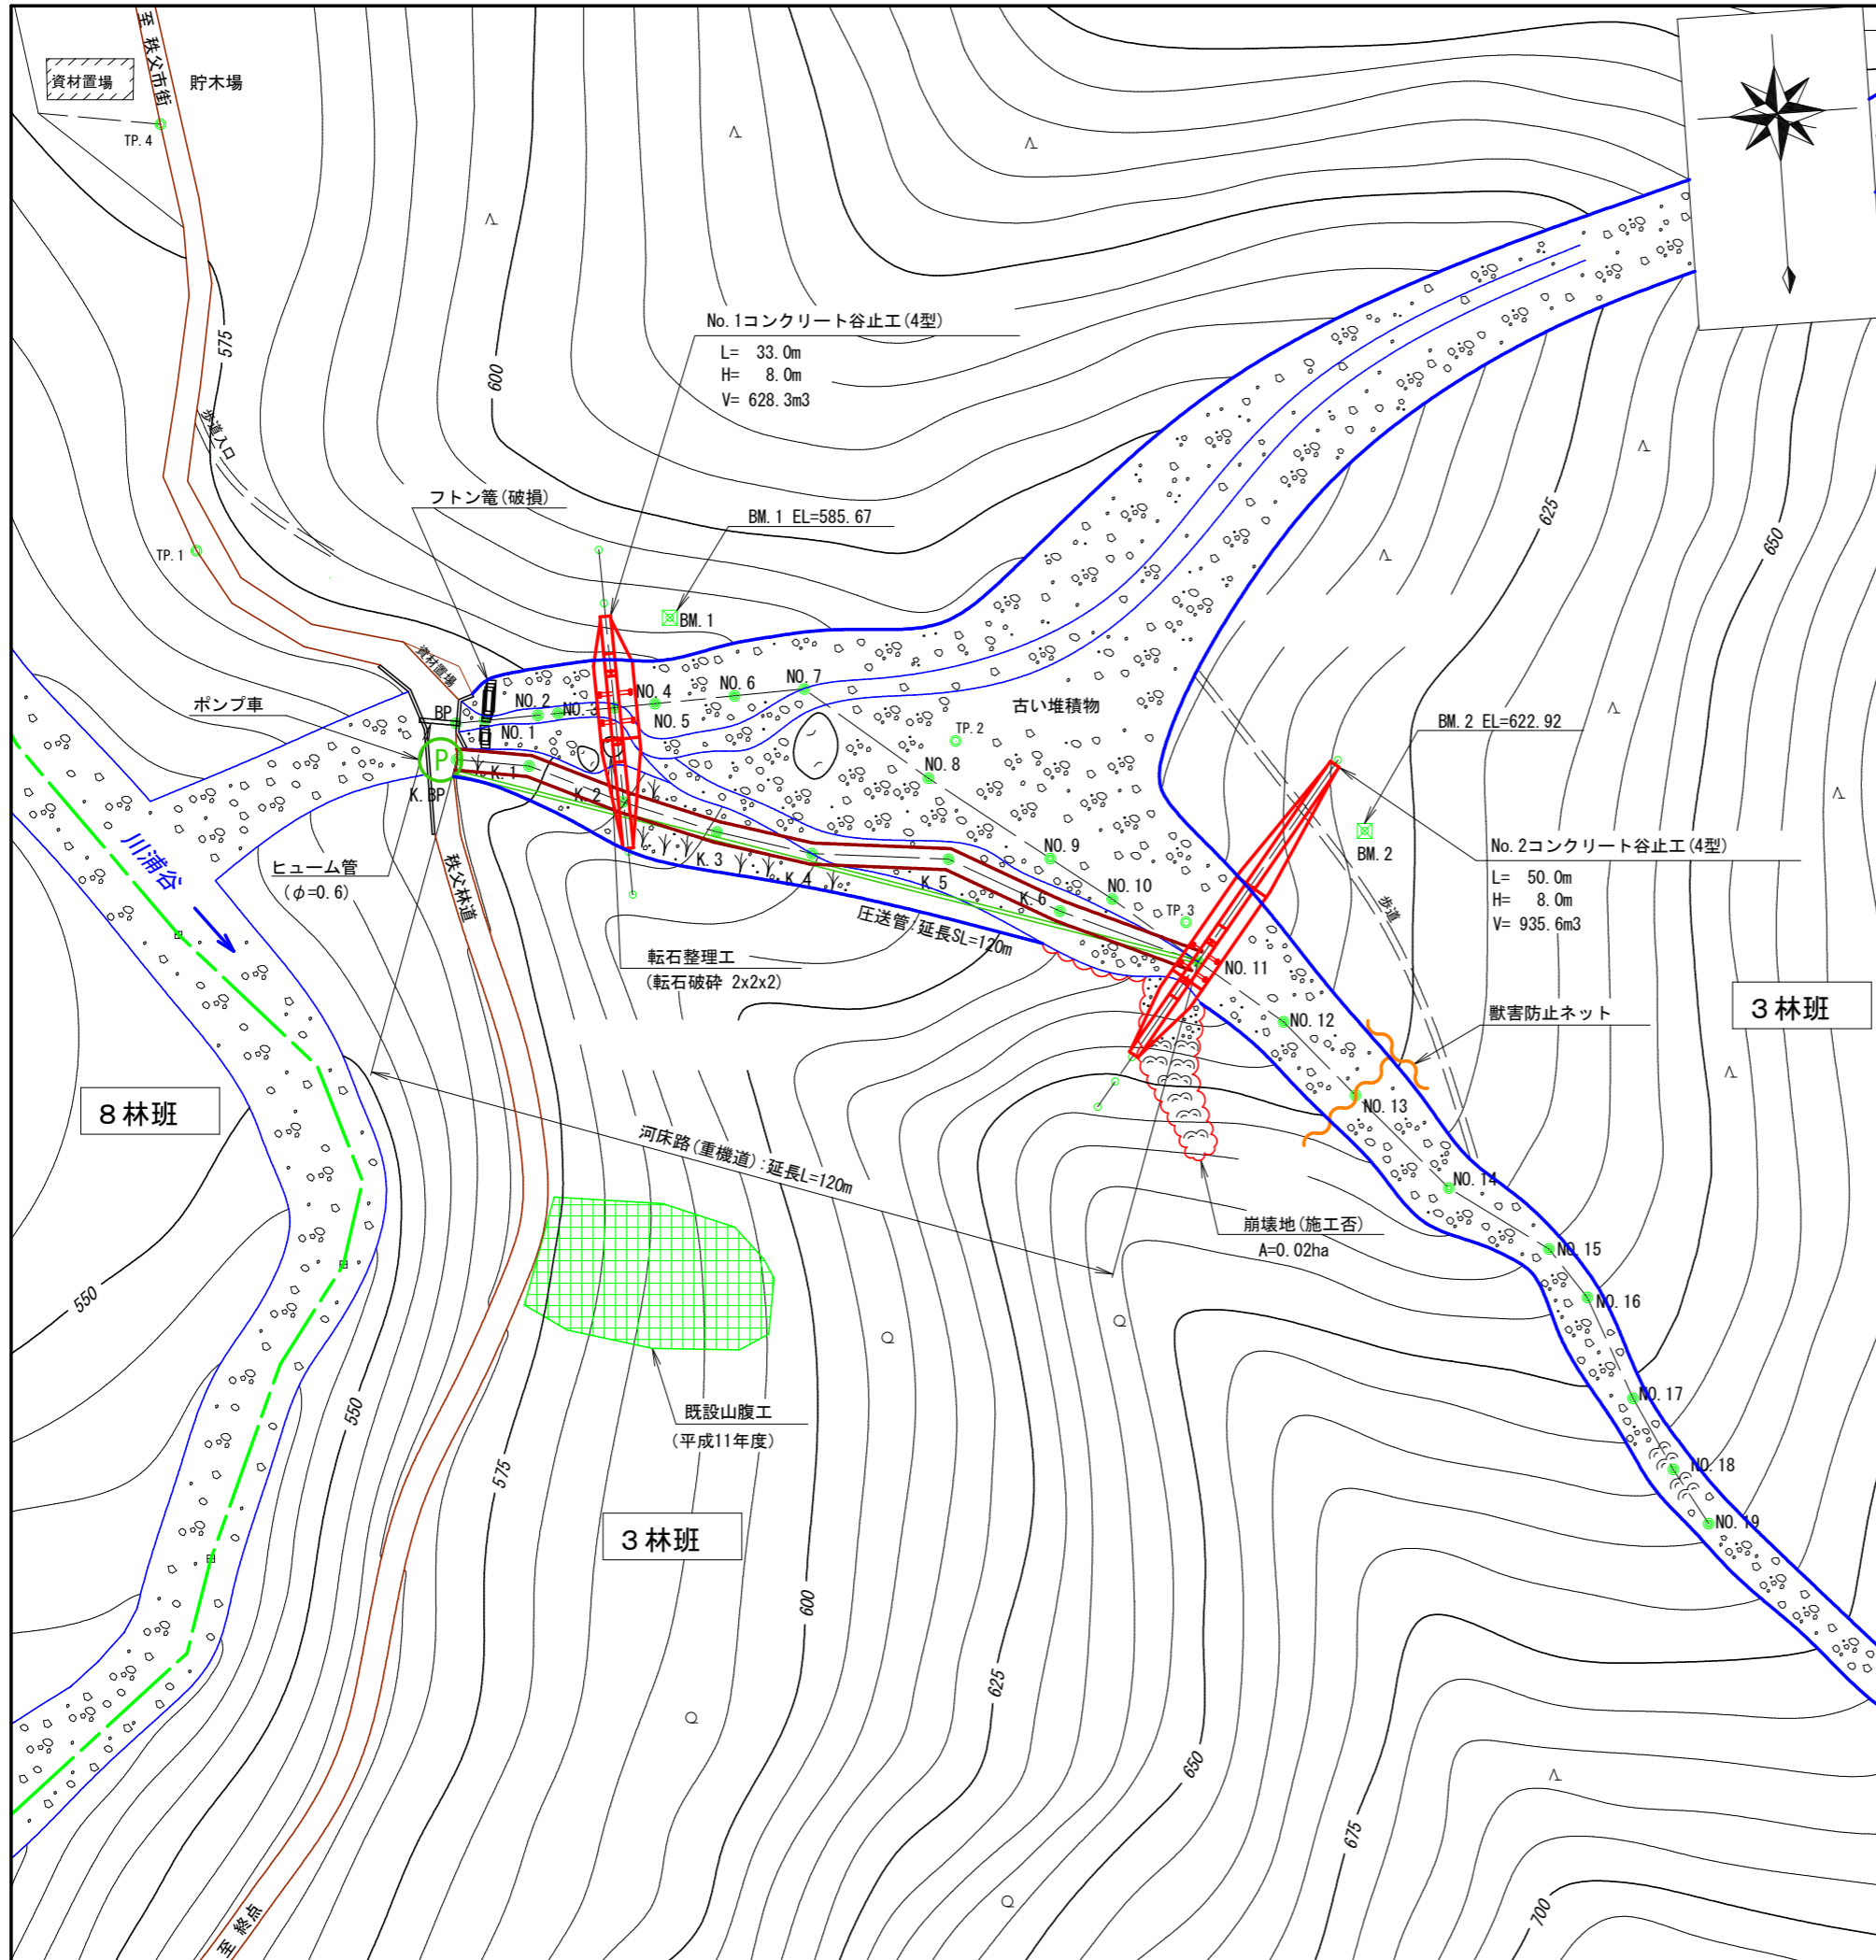 至 秩父市街
資材置場
貯木場
TP.4
575
歩道入口
600
No.1コンクリート谷止工(4型)
L= 33.0m
H= 8.0m
V= 628.3m3
フトン篭(破損)
BM.1 EL=585.67
TP.1
BM.1
625
650
資材置場
ポンプ車
BP
NO.1
NO.2
NO.3
NO.4
NO.5
NO.6
NO.7
古い堆積物
TP.2
NO.8
BM.2 EL=622.92
P
K.BP
K.1
K.2
K.3
K.4
K.5
K.6
NO.9
NO.10
TP.3
BM.2
No.2コンクリート谷止工(4型)
L= 50.0m
H= 8.0m
V= 935.6m3
川浦谷
ヒューム管
(φ=0.6)
秩父林道
圧送管:延長SL=120m
歩道
転石整理工
(転石破砕 2x2x2)
NO.11
NO.12
獣害防止ネット
3林班
8林班
NO.13
河床路(重機道):延長L=120m
NO.14
崩壊地(施工否)
A=0.02ha
NO.15
NO.16
550
既設山腹工
(平成11年度)
550
575
NO.17
NO.18
NO.19
3林班
600
625
650
675
700
至 終点